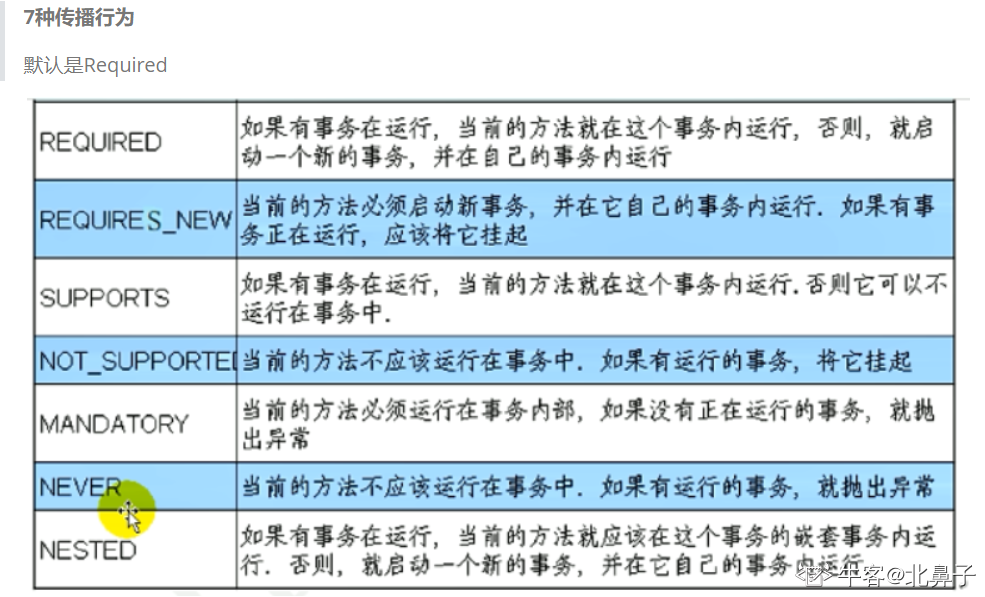 7种传播行为
默认是Required
REQUIRED
如果有事务在运行，当前的方法就在这个事务内运行，否则，就启
动一个新的事务，并在自己的事务内运行
REQUIRES_NEW
当前的方法必须启动新事务，并在它自己的事务内运行. 如果有事
务正在运行，应该将它挂起
SUPPORTS
如果有事务在运行，当前的方法就在这个事务内运行.否则它可以不
运行在事务中.
NOT_SUPPORTED
当前的方法不应该运行在事务中. 如果有运行的事务，将它挂起
MANDATORY
当前的方法必须运行在事务内部，如果没有正在运行的事务，就抛
出异常
NEVER
当前的方法不应该运行在事务中. 如果有运行的事务，就抛出异常
NESTED
如果有事务在运行，当前的方法就应该在这个事务的嵌套事务内运
行. 否则，就启动一个新的事务，并在它自己的事务内运行
牛客@北鼻子